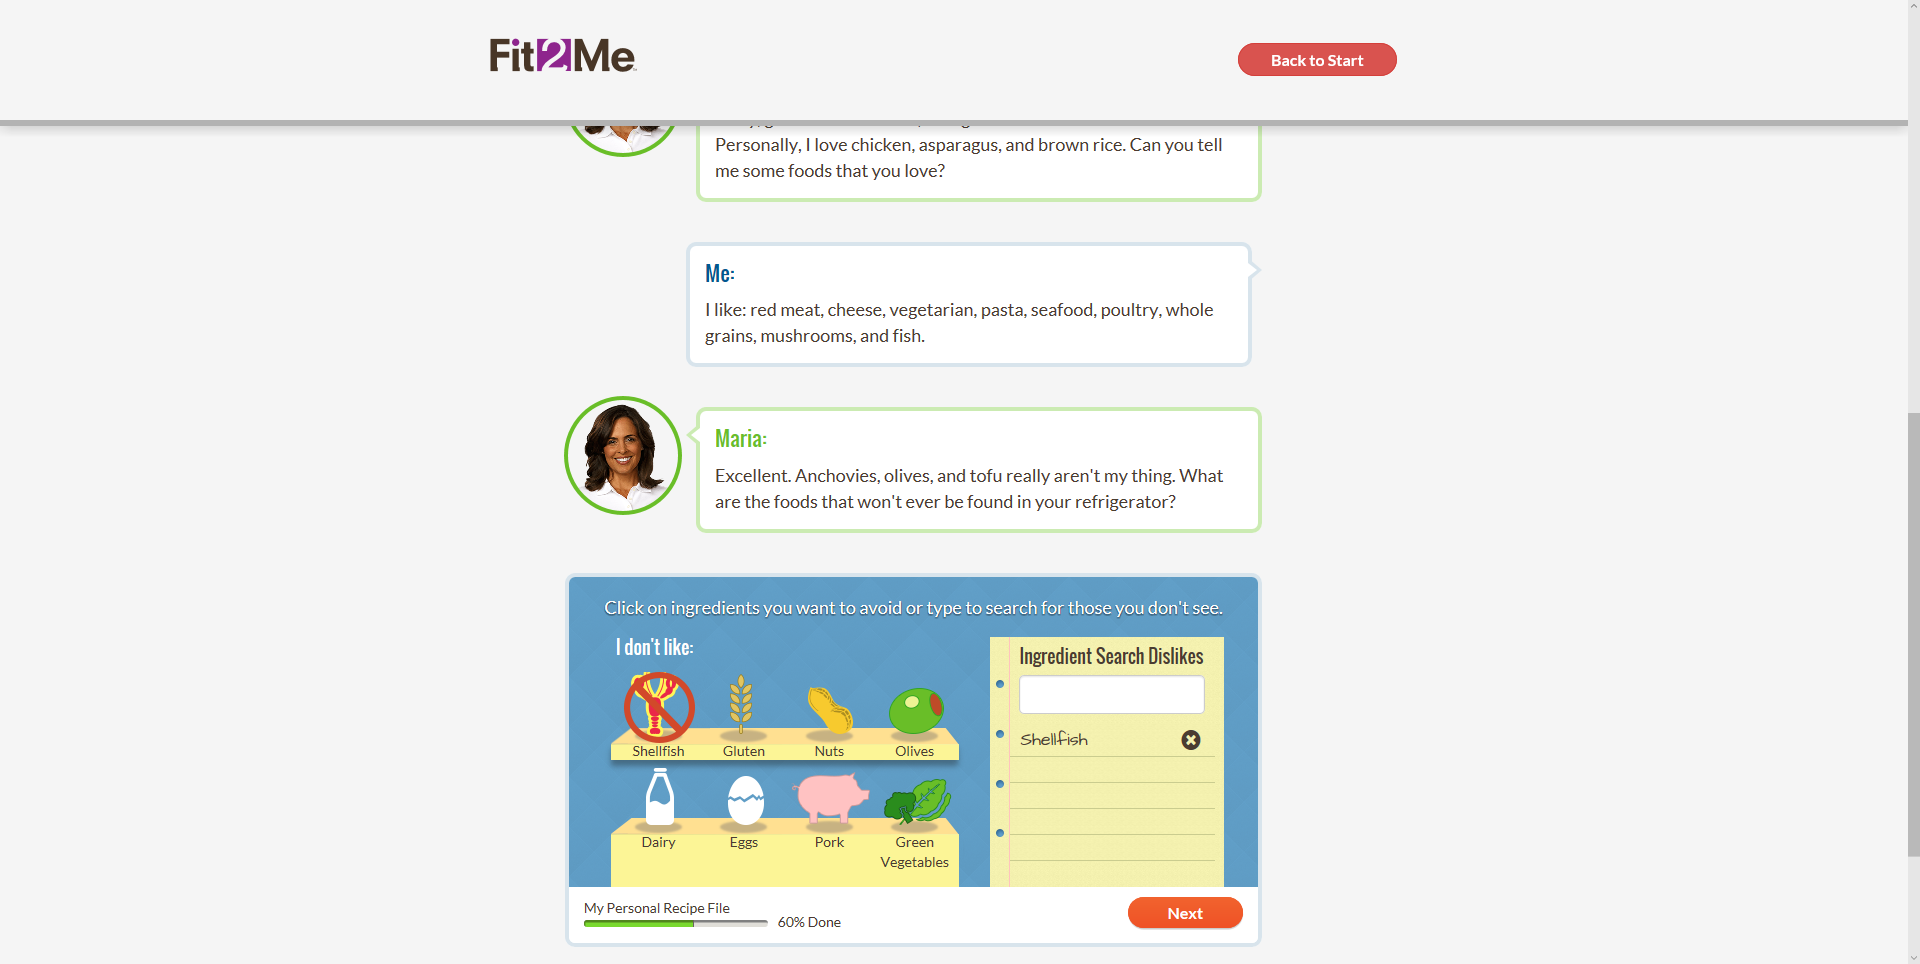 Fit2Me
Back to Start
Personally, I love chicken, asparagus, and brown rice. Can you tell
me some foods that you love?
Me:
I like: red meat, cheese, vegetarian, pasta, seafood, poultry, whole
grains, mushrooms, and fish.
Maria:
Excellent. Anchovies, olives, and tofu really aren't my thing. What
are the foods that won't ever be found in your refrigerator?
Click on ingredients you want to avoid or type to search for those you don't see.
I don't like:
Shellfish
Gluten
Nuts
Olives
Dairy
Eggs
Pork
Green
Vegetables
Ingredient Search Dislikes
Shellfish
My Personal Recipe File
60% Done
Next